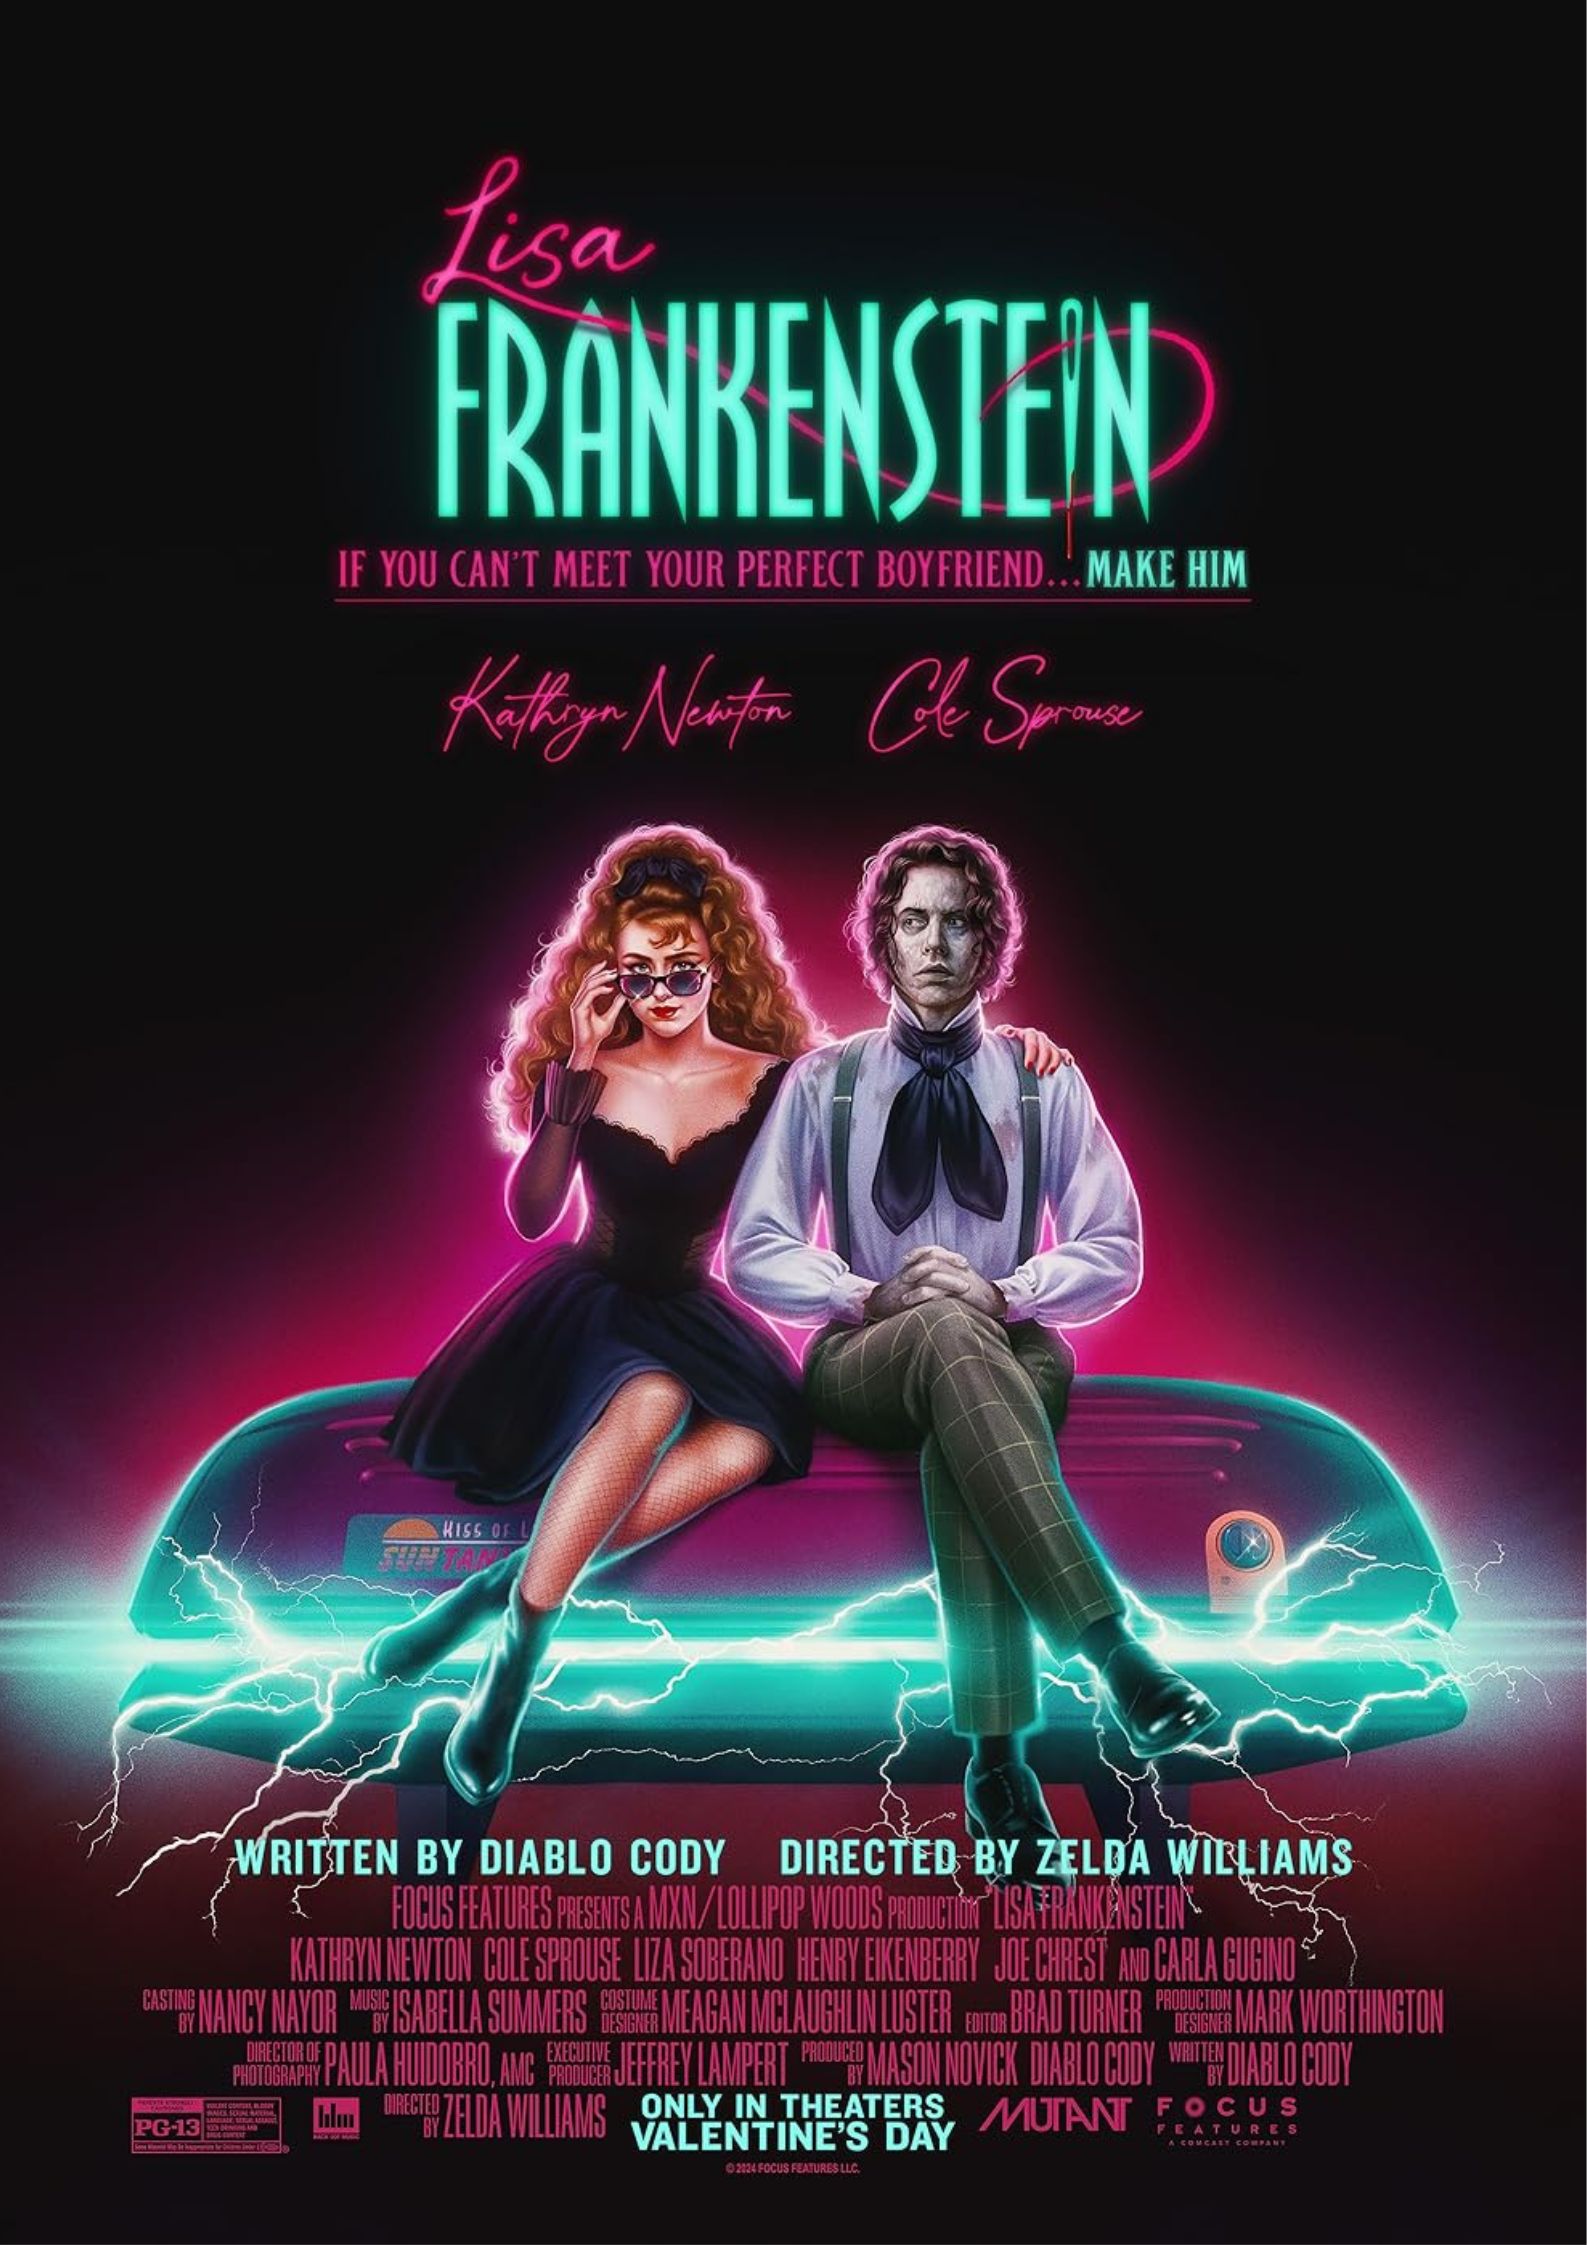 Lisa
FRANKENSTEIN
IF YOU CAN'T MEET YOUR PERFECT BOYFRIEND... MAKE HIM
Kathryn Newton Cole Sprouse
KISS OF L
SUN TAN
WRITTEN BY DIABLO CODY DIRECTED BY ZELDA WILLIAMS
FOCUS FEATURES PRESENTS A MXN/LOLLIPOP WOODS PRODUCTION "LISA FRANKENSTEIN"
KATHRYN NEWTON COLE SPROUSE LIZA SOBERANO HENRY EIKENBERRY JOE CHREST AND CARLA GUGINO
CASTING BY NANCY NAYOR MUSIC BY ISABELLA SUMMERS COSTUME DESIGNER MEAGAN MCLAUGHLIN LUSTER EDITOR BRAD TURNER PRODUCTION DESIGNER MARK WORTHINGTON
DIRECTOR OF PHOTOGRAPHY PAULA HUIDOBRO, AMC EXECUTIVE PRODUCER JEFFREY LAMPERT PRODUCED BY MASON NOVICK DIABLO CODY WRITTEN BY DIABLO CODY
PG-13 DIRECTED BY ZELDA WILLIAMS ONLY IN THEATERS VALENTINE'S DAY MUTANT FOCUS FEATURES
A COMCAST COMPANY
© 2024 FOCUS FEATURES LLC.